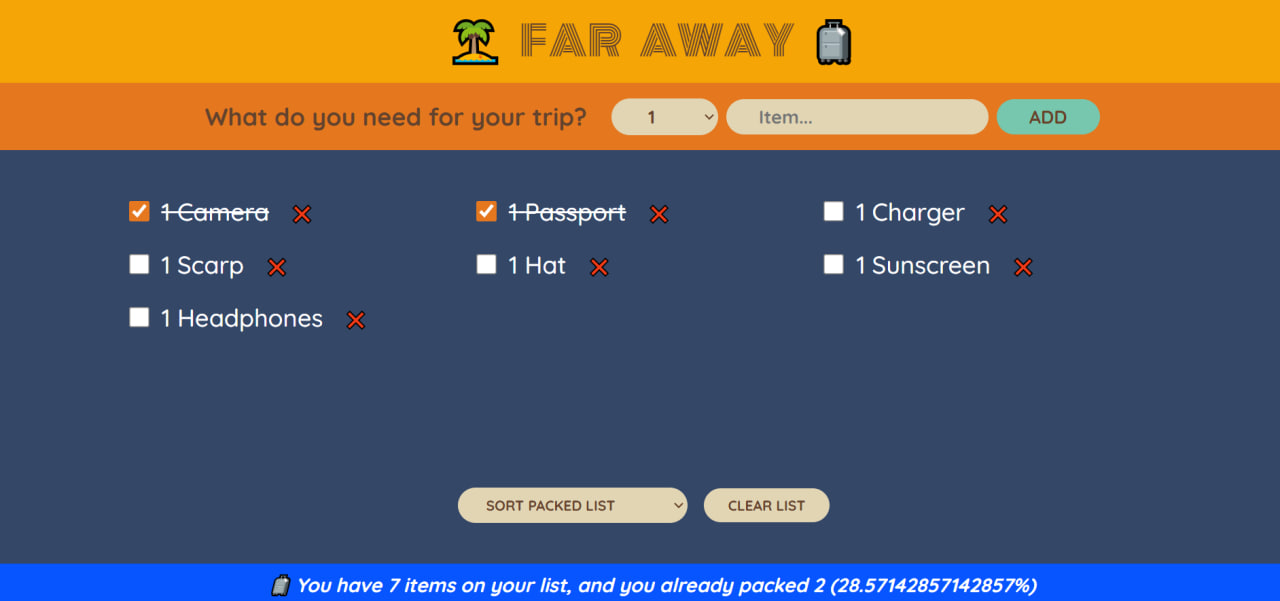 FAR AWAY
What do you need for your trip? 1 Item... ADD
1 Camera 1 Passport 1 Charger
1 Scarp 1 Hat 1 Sunscreen
1 Headphones
SORT PACKED LIST CLEAR LIST
You have 7 items on your list, and you already packed 2 (28.571428571428577%)